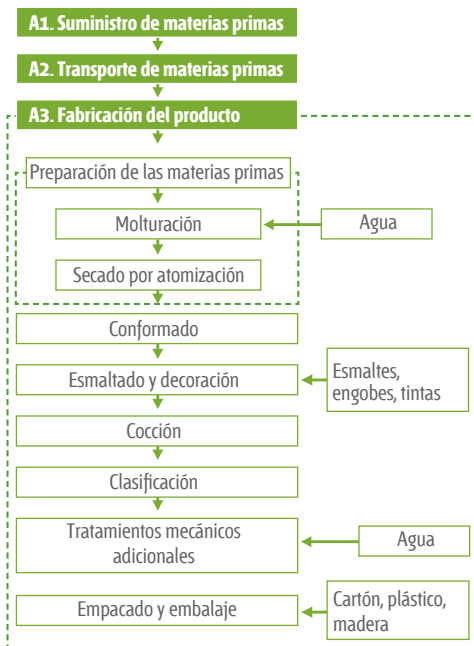 A1. Suministro de materias primas
A2. Transporte de materias primas
A3. Fabricación del producto
Preparación de las materias primas
Molturación
Agua
Secado por atomización
Conformado
Esmaltado y decoración
Esmaltes,
engobes, tintas
Cocción
Clasificación
Tratamientos mecánicos
adicionales
Agua
Empacado y embalaje
Cartón, plástico,
madera